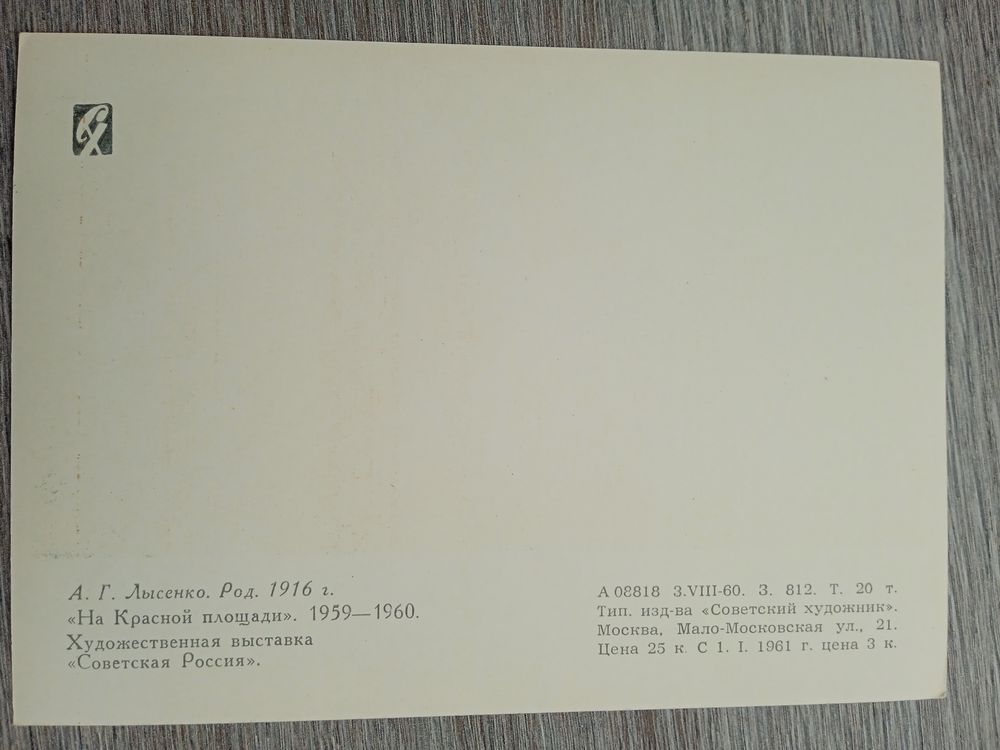 СХ
А. Г. Лысенко. Род. 1916 г.
«На Красной площади». 1959—1960.
Художественная выставка
«Советская Россия».
А 08818 3.VIII-60. З. 812. Т. 20 т.
Тип. изд-ва «Советский художник».
Москва, Мало-Московская ул., 21.
Цена 25 к. С 1. I. 1961 г. цена 3 к.